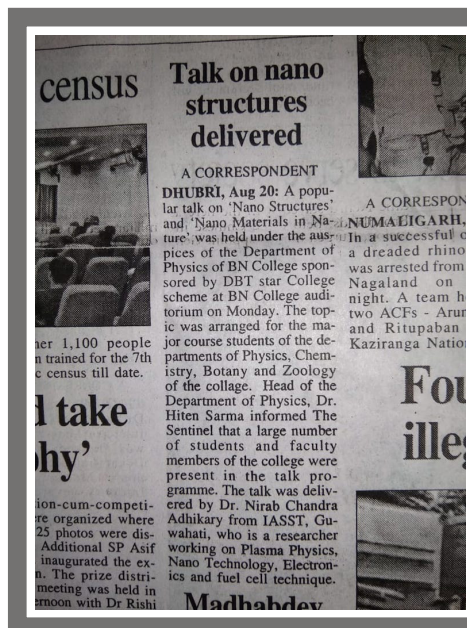 census
her 1,100 people
n trained for the 7th
c census till date.
d take
hy'
ion-cum-competi-
re organized where
25 photos were dis-
Additional SP Asif
inaugurated the ex-
n. The prize distri-
meeting was held in
ernoon with Dr Rishi
Talk on nano
structures
delivered
A CORRESPONDENT
DHUBRI, Aug 20: A popu-
lar talk on 'Nano Structures'
and 'Nano Materials in Na-
ture' was held under the aus-
pices of the Department of
Physics of BN College spon-
sored by DBT star College
scheme at BN College audi-
torium on Monday. The top-
ic was arranged for the ma-
jor course students of the de-
partments of Physics, Chem-
istry, Botany and Zoology
of the collage. Head of the
Department of Physics, Dr.
Hiten Sarma informed The
Sentinel that a large number
of students and faculty
members of the college were
present in the talk pro-
gramme. The talk was deliv-
ered by Dr. Nirab Chandra
Adhikary from IASST, Gu-
wahati, who is a researcher
working on Plasma Physics,
Nano Technology, Electron-
ics and fuel cell technique.
Madhabdev
A CORRESPON
NUMALIGARH,
In a successful o
a dreaded rhino
was arrested from
Nagaland on
night. A team h
two ACFs - Arun
and Ritupaban
Kaziranga Natio
Fou
illeg